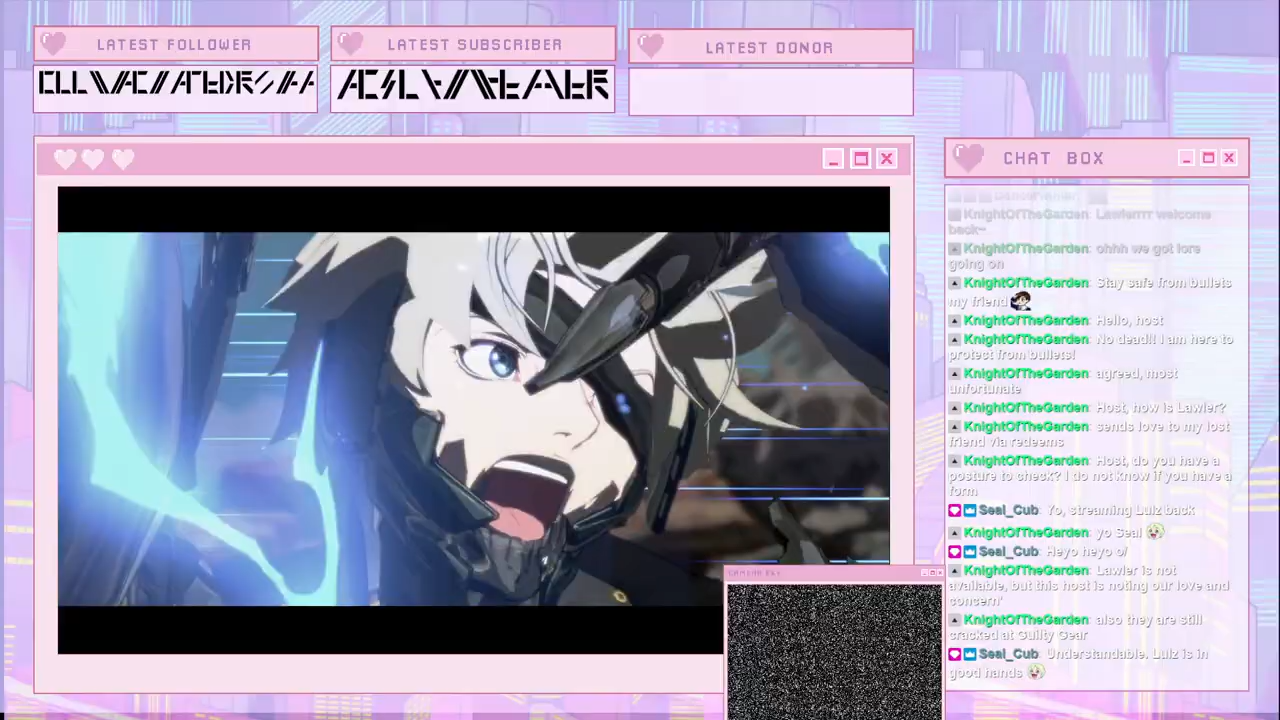 LATEST FOLLOWER
LATEST SUBSCRIBER
LATEST DONOR
CHAT BOX
KnightOfTheGarden: Lawlerrrr welcome
back~
KnightOfTheGarden: ohhh we got lore
going on
KnightOfTheGarden: Stay safe from bullets
my friend
KnightOfTheGarden: Hello, host
KnightOfTheGarden: No dead!! I am here to
protect from bullets!
KnightOfTheGarden: agreed, most
unfortunate
KnightOfTheGarden: Host, how is Lawler?
KnightOfTheGarden: sends love to my lost
friend via redeems
KnightOfTheGarden: Host, do you have a
posture to check? I do not know if you have a
form
Seal_Cub: Yo, streaming Lulz back
KnightOfTheGarden: yo Seal
Seal_Cub: Heyo heyo o/
KnightOfTheGarden: Lawler is not
available, but this host is noting our love and
concern'
KnightOfTheGarden: also they are still
cracked at Guilty Gear
Seal_Cub: Understandable. Lulz is in
good hands